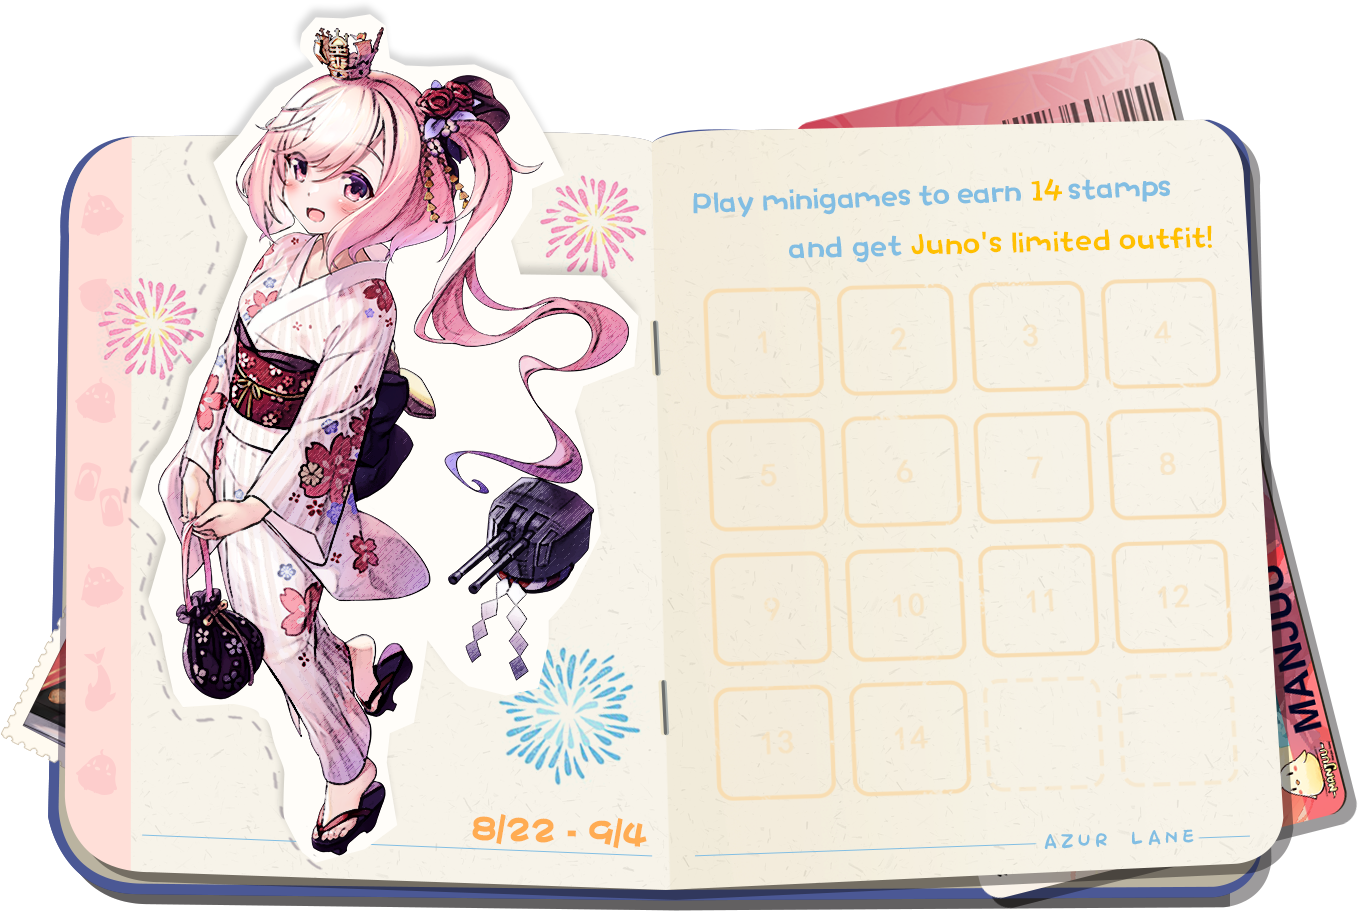 Play minigames to earn 14 stamps
and get Juno's limited outfit!
1 2 3 4
5 6 7 8
9 10 11 12
13 14
8/22 - 9/4
AZUR LANE
MANJUU
MANJUU